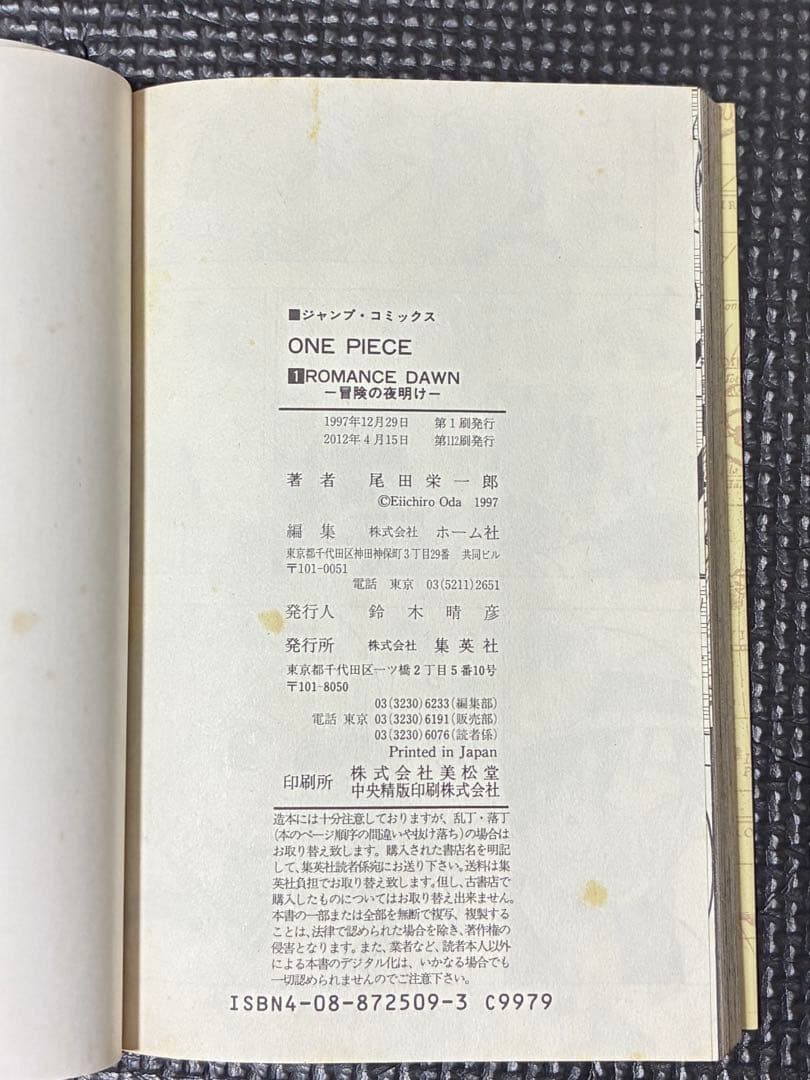 ■ジャンプ・コミックス
ONE PIECE
1ROMANCE DAWN
―冒険の夜明け―
1997年12月29日 第1刷発行
2012年4月15日 第112刷発行
著者 尾田栄一郎
©Eiichiro Oda 1997
編集 株式会社 ホーム社
東京都千代田区神田神保町3丁目29番 共同ビル
〒101-0051
電話 東京 03(5211)2651
発行人 鈴木晴彦
発行所 株式会社 集英社
東京都千代田区一ツ橋2丁目5番10号
〒101-8050
03(3230)6233(編集部)
電話 東京 03(3230)6191(販売部)
03(3230)6076(読者係)
Printed in Japan
印刷所 株式会社美松堂
中央精版印刷株式会社
造本には十分注意しておりますが、乱丁・落丁
(本のページ順序の間違いや抜け落ち)の場合は
お取り替え致します。購入された書店名を明記
して、集英社読者係宛にお送り下さい。送料は集
英社負担でお取り替え致します。但し、古書店で
購入したものについてはお取り替え出来ません。
本書の一部または全部を無断で複写、複製する
ことは、法律で認められた場合を除き、著作権の
侵害となります。また、業者など、読者本人以外
による本書のデジタル化は、いかなる場合でも
一切認められませんのでご注意下さい。
ISBN4-08-872509-3 C9979